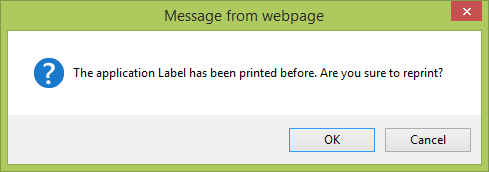 Message from webpage
The application Label has been printed before. Are you sure to reprint?
OK
Cancel